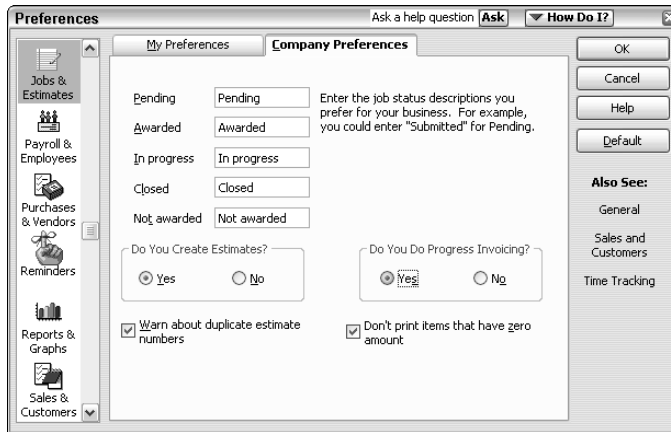 Preferences
Ask a help question Ask
How Do I?
My Preferences
Company Preferences
Jobs &
Estimates
Payroll &
Employees
Purchases
& Vendors
Reminders
Reports &
Graphs
Sales &
Customers
Pending Pending
Awarded Awarded
In progress In progress
Closed Closed
Not awarded Not awarded
Enter the job status descriptions you
prefer for your business. For example,
you could enter "Submitted" for Pending.
Do You Create Estimates?
Yes No
Do You Do Progress Invoicing?
Yes No
Warn about duplicate estimate
numbers
Don't print items that have zero
amount
OK
Cancel
Help
Default
Also See:
General
Sales and
Customers
Time Tracking